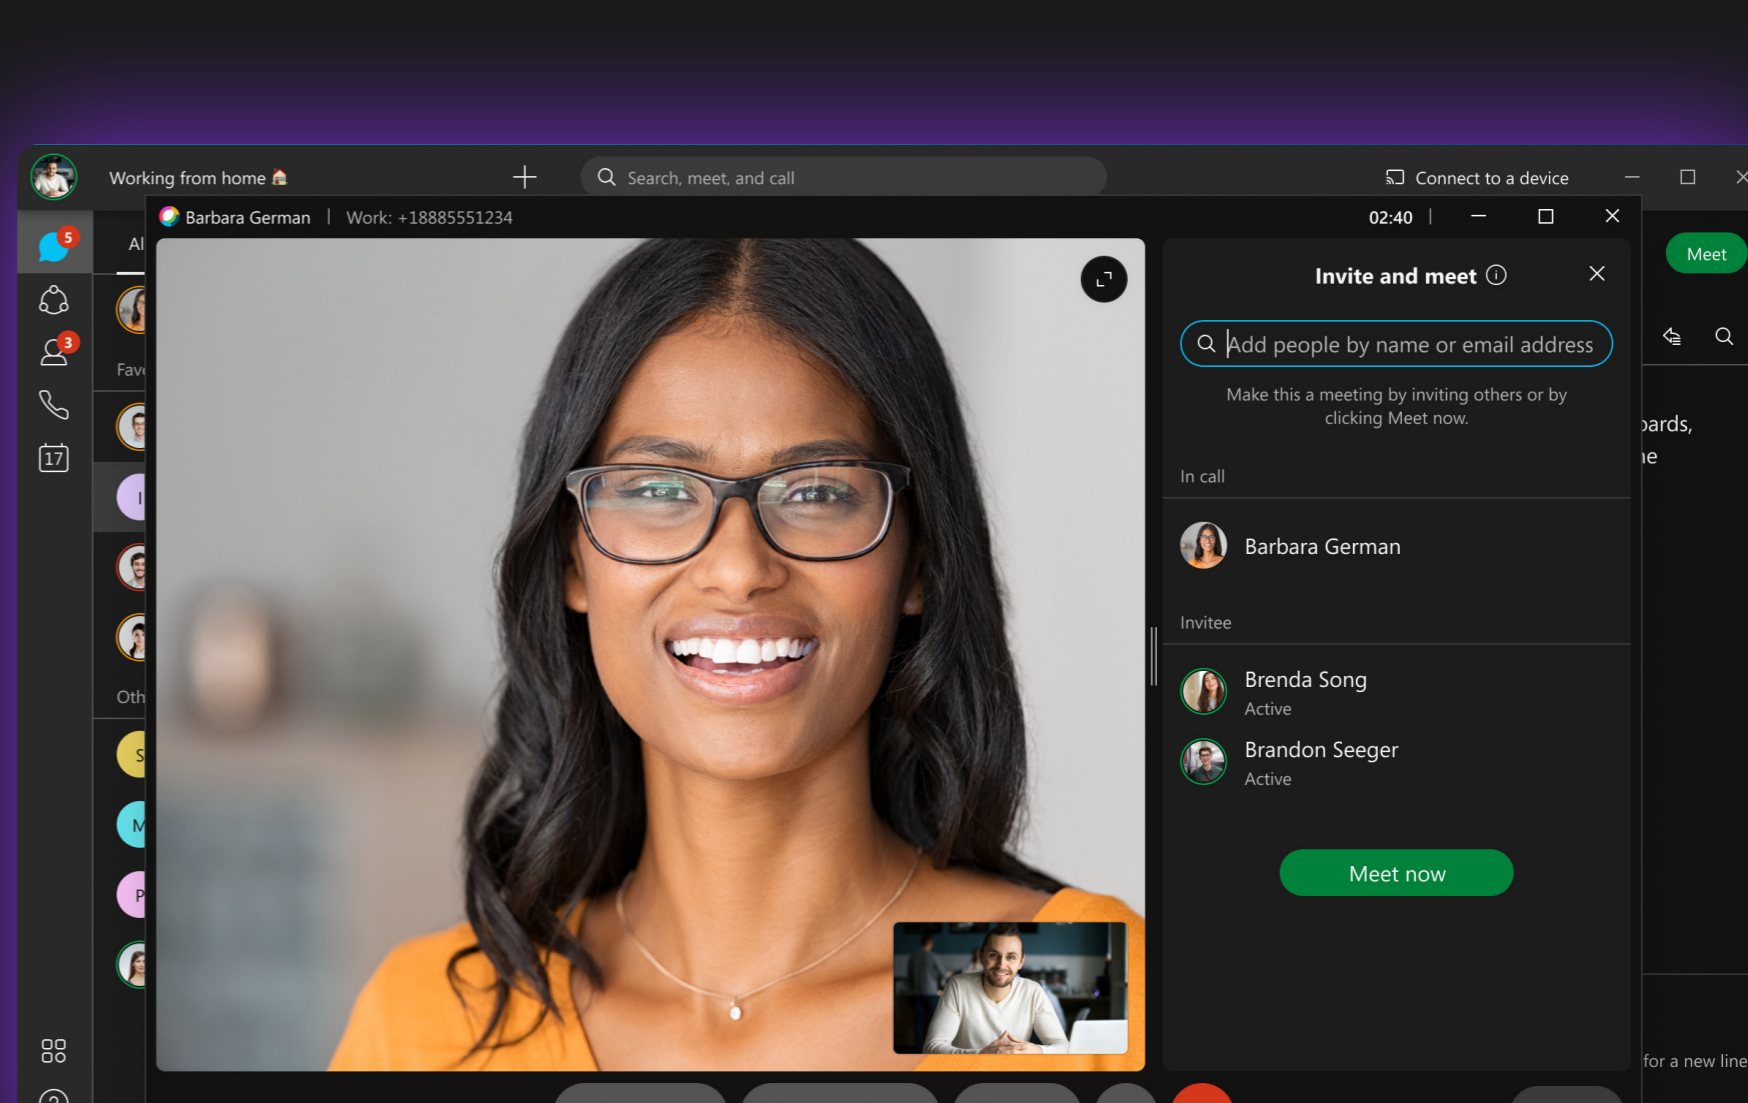 Working from home
Search, meet, and call
Connect to a device
Barbara German | Work: +18885551234
02:40
5
Meet
Invite and meet
Add people by name or email address
3
Make this a meeting by inviting others or by
clicking Meet now.
17
In call
I
Barbara German
Invitee
Brenda Song
Active
Brandon Seeger
Active
S
M
P
Meet now
for a new line